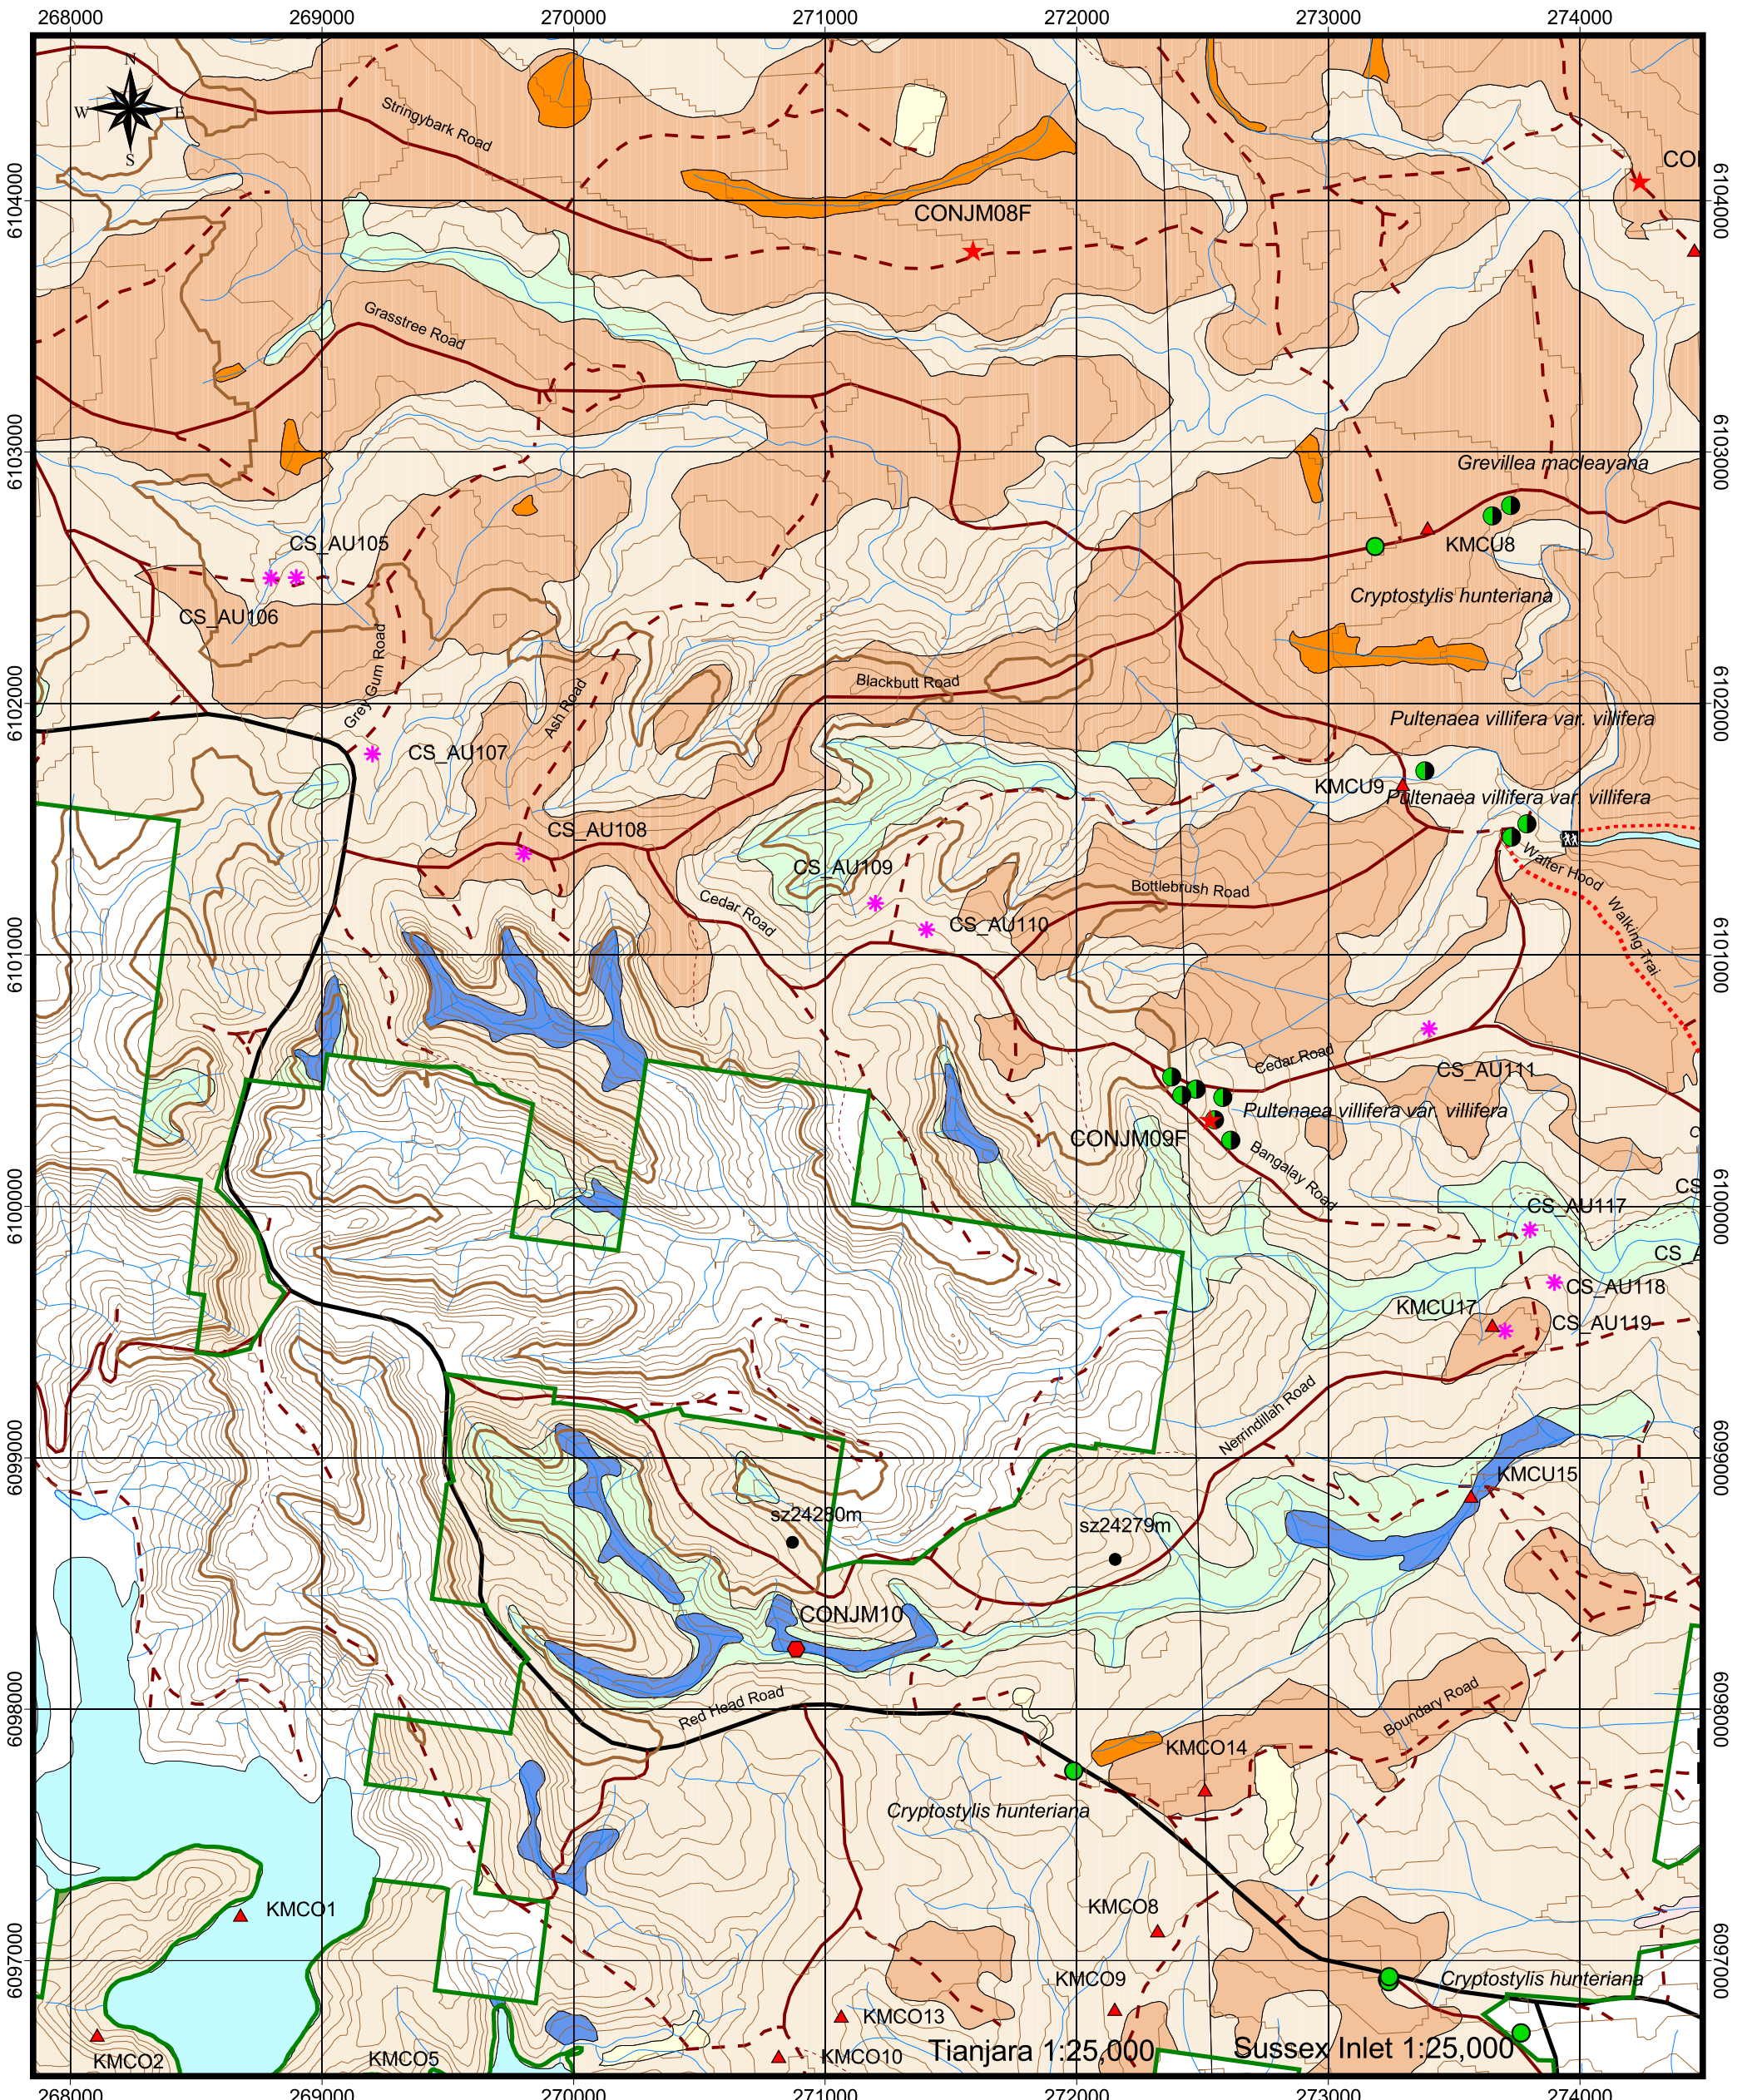 268000 269000 270000 271000 272000 273000 274000
N
W E
S
Stringybark Road
6104000
6104000
CONJM08F
Grasstree Road
6103000
6103000
Grevillea macleayana
CS_AU105
KMCU8
CS_AU106
Cryptostylis hunteriana
Grey Gum Road
Ash Road
Blackbutt Road
6102000
6102000
Pultenaea villifera var. villifera
CS_AU107
KMCU9
Pultenaea villifera var. villifera
CS_AU108
CS_AU109
Walter Hood
Walking Trai
Bottlebrush Road
Cedar Road
CS_AU110
6101000
6101000
Cedar Road
CS_AU111
Pultenaea villifera var. villifera
CONJM09F
Bangalay Road
CS
6100000
6100000
CS_AU117
CS_A
CS_AU118
KMCU17
CS_AU119
Nerrindillah Road
6099000
6099000
KMCU15
sz24280m
sz24279m
CONJM10
Red Head Road
Boundary Road
6098000
6098000
KMCO14
Cryptostylis hunteriana
KMCO1
KMCO8
6097000
6097000
KMCO9
Cryptostylis hunteriana
KMCO13
KMCO2
KMCO5
KMCO10
Tianjara 1:25,000
Sussex Inlet 1:25,000
268000 269000 270000 271000 272000 273000 274000